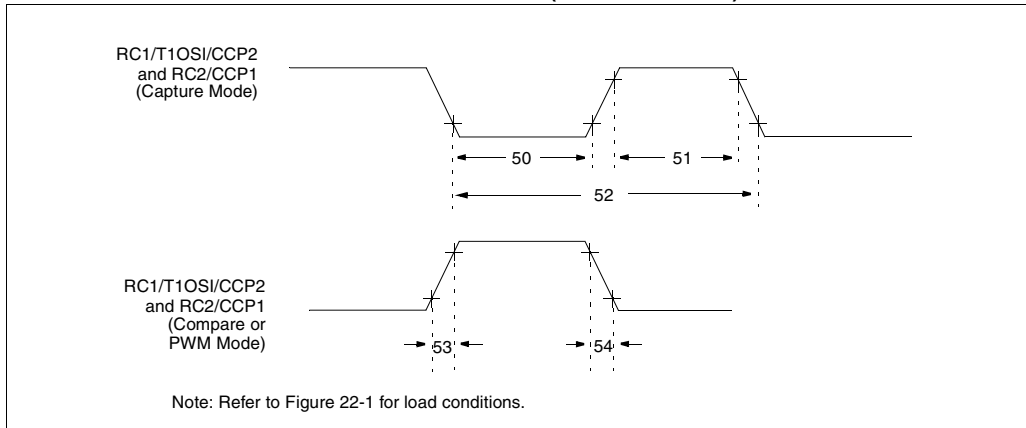 RC1/T1OSI/CCP2
and RC2/CCP1
(Capture Mode)
50
51
52
RC1/T1OSI/CCP2
and RC2/CCP1
(Compare or
PWM Mode)
53
54
Note: Refer to Figure 22-1 for load conditions.